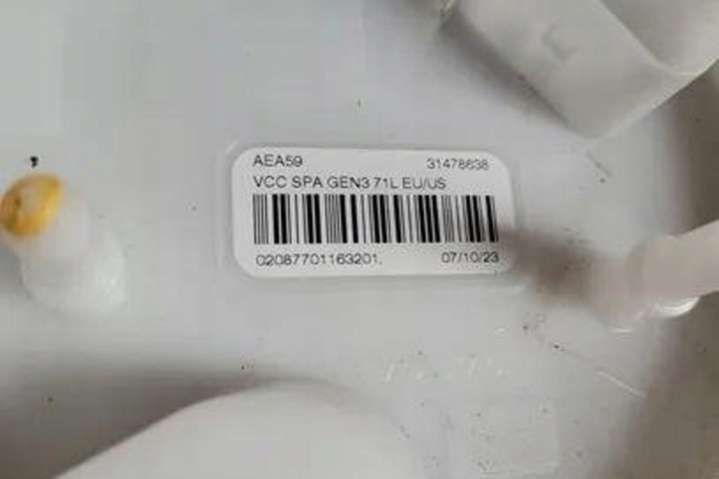 AEA59 31478638
VCC SPA GEN3 71L EU/US
02087701163201. 07/10/23